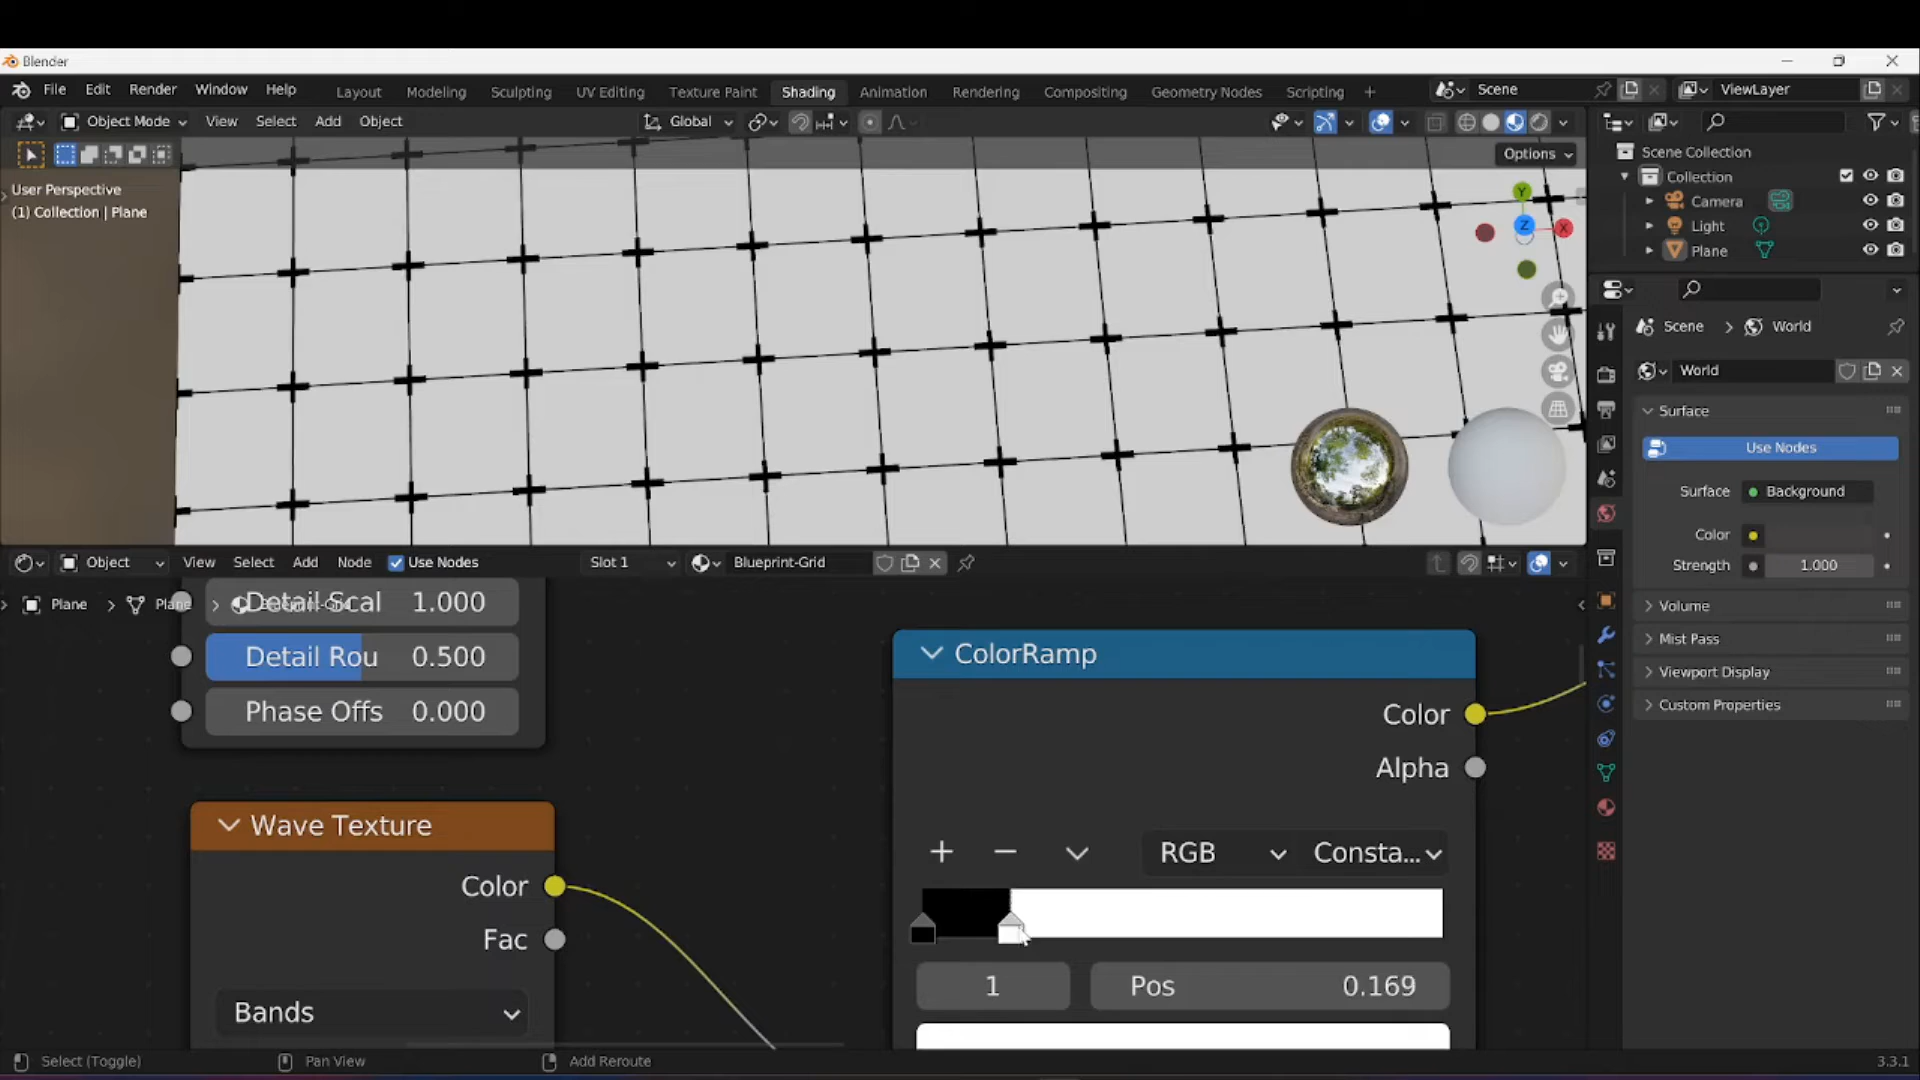 Blender
File Edit Render Window Help Layout Modeling Sculpting UV Editing Texture Paint Shading Animation Rendering Compositing Geometry Nodes Scripting + Scene ViewLayer
Object Mode View Select Add Object Global
Options
User Perspective
(1) Collection | Plane
Y
Z
X
Scene Collection
Collection
Camera
Light
Plane
Scene > World
World
Surface
Use Nodes
Surface Background
Color
Strength 1.000
Volume
Mist Pass
Viewport Display
Custom Properties
Object View Select Add Node Use Nodes Slot 1 Blueprint-Grid
Plane > Plane >
Detail Scal 1.000
Detail Rou 0.500
Phase Offs 0.000
Wave Texture
Color
Fac
Bands
ColorRamp
Color
Alpha
+ − RGB Consta...
1 Pos 0.169
Select (Toggle) Pan View Add Reroute 3.3.1